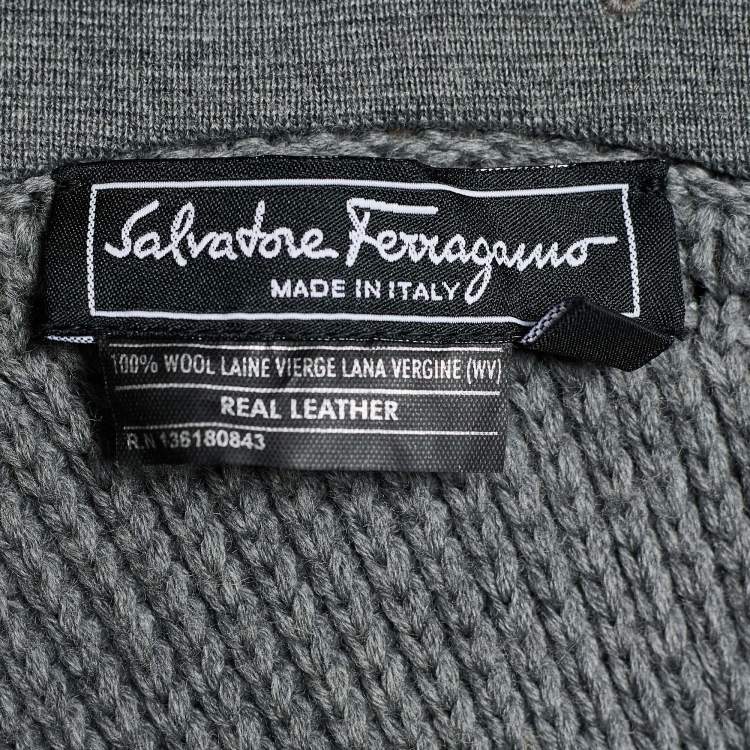 Salvatore Ferragamo
MADE IN ITALY
100% WOOL LAINE VIERGE LANA VERGINE (WV)
REAL LEATHER
R.N 136180843